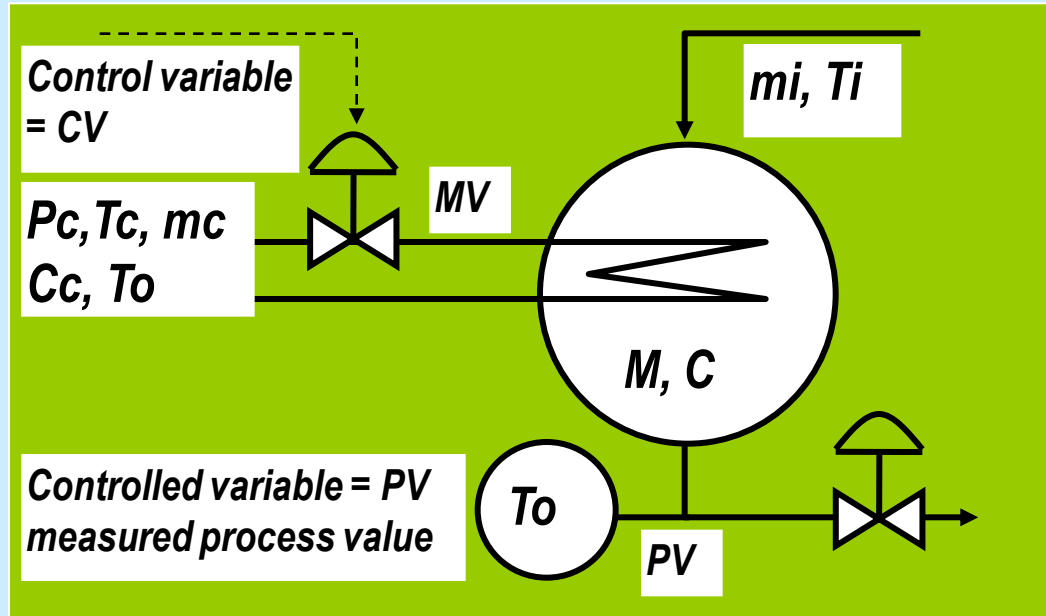 Control variable
= CV
mi, Ti
MV
Pc,Tc, mc
Cc, To
M, C
Controlled variable = PV
measured process value
To
PV